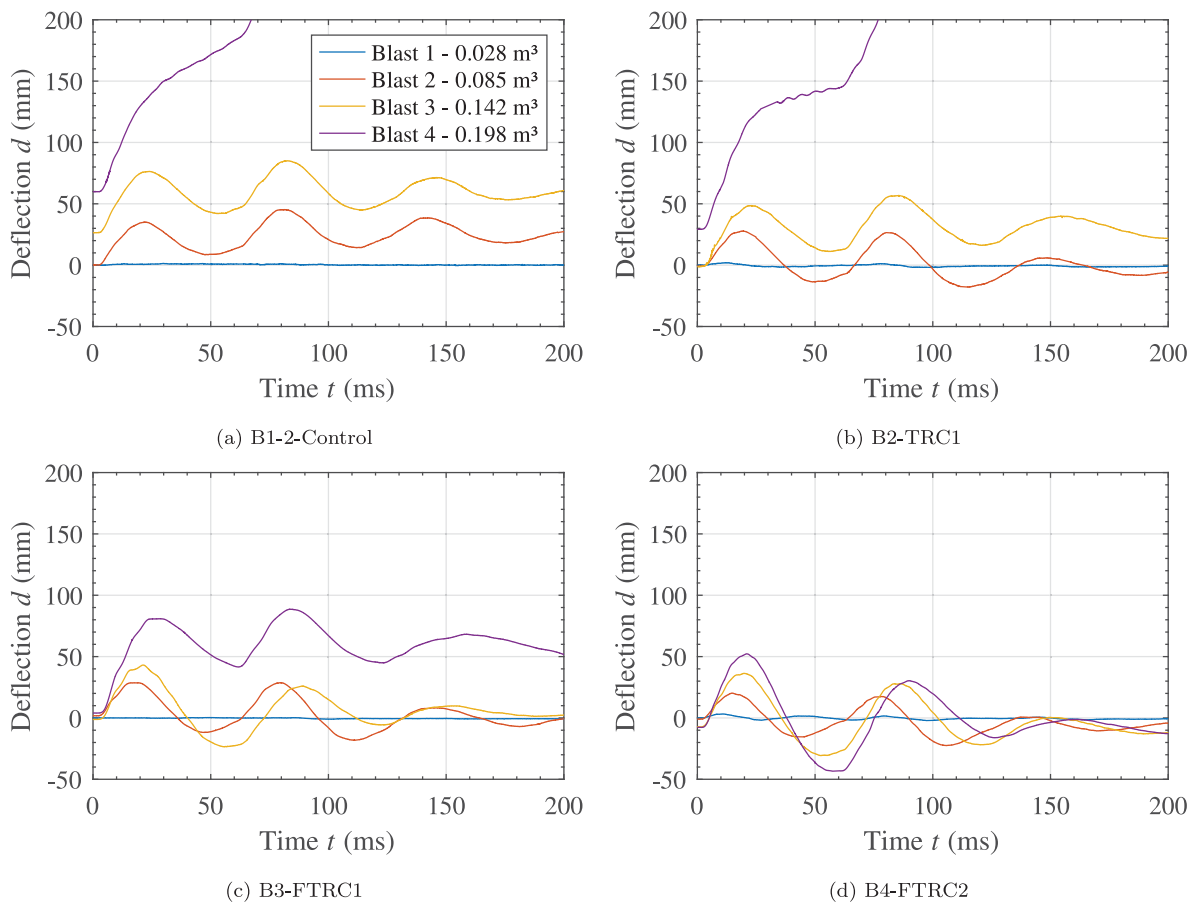 200
150
100
50
0
-50
Deflection d (mm)
Blast 1 - 0.028 m³
Blast 2 - 0.085 m³
Blast 3 - 0.142 m³
Blast 4 - 0.198 m³
0 50 100 150 200
Time t (ms)
(a) B1-2-Control
200
150
100
50
0
-50
Deflection d (mm)
0 50 100 150 200
Time t (ms)
(b) B2-TRC1
200
150
100
50
0
-50
Deflection d (mm)
0 50 100 150 200
Time t (ms)
(c) B3-FTRC1
200
150
100
50
0
-50
Deflection d (mm)
0 50 100 150 200
Time t (ms)
(d) B4-FTRC2